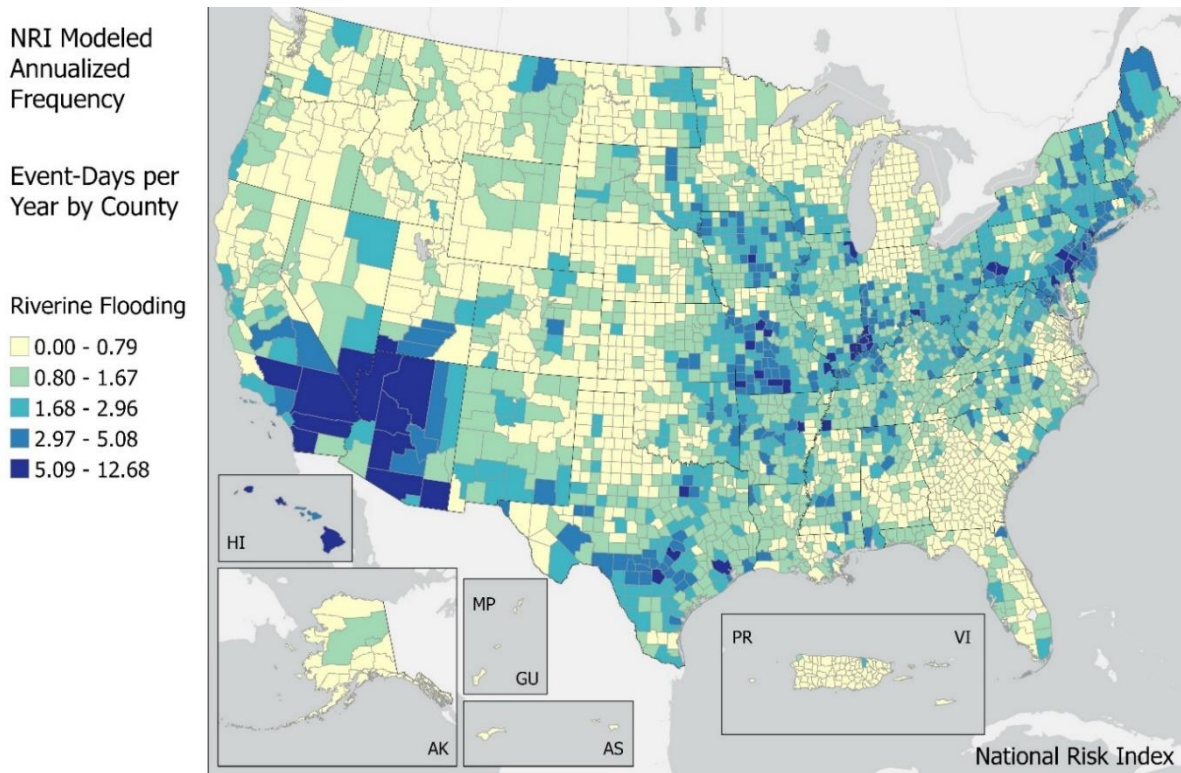 NRI Modeled
Annualized
Frequency
Event-Days per
Year by County
Riverine Flooding
0.00 - 0.79
0.80 - 1.67
1.68 - 2.96
2.97 - 5.08
5.09 - 12.68
HI
AK
MP
GU
AS
PR
VI
National Risk Index